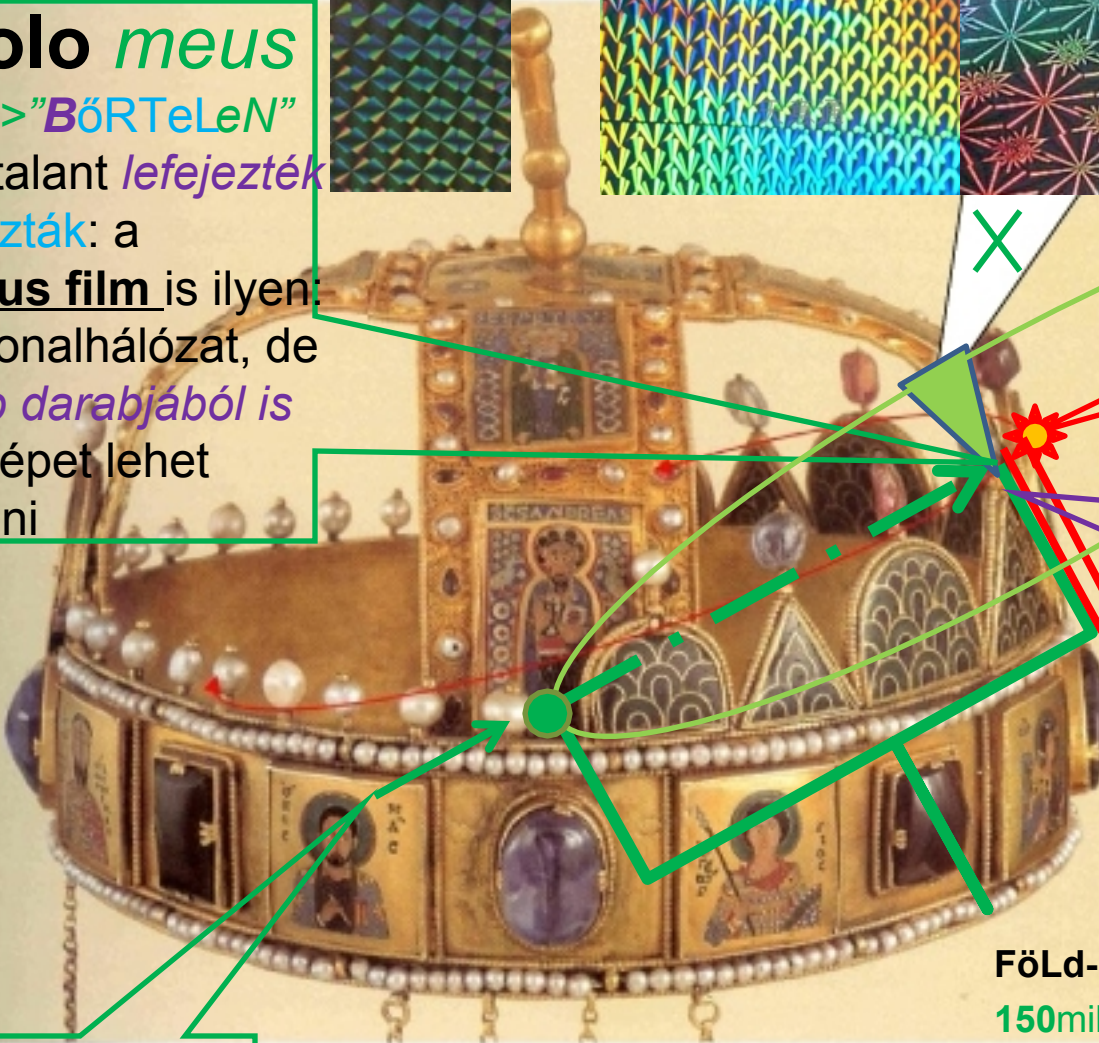 olo meus
>"BőRTeLeN"
talant lefejezték
zták: a
us film is ilyen:
onalhálózat, de
darabjából is
épet lehet
ni
SCSANDREAS
FöLd-
150mil